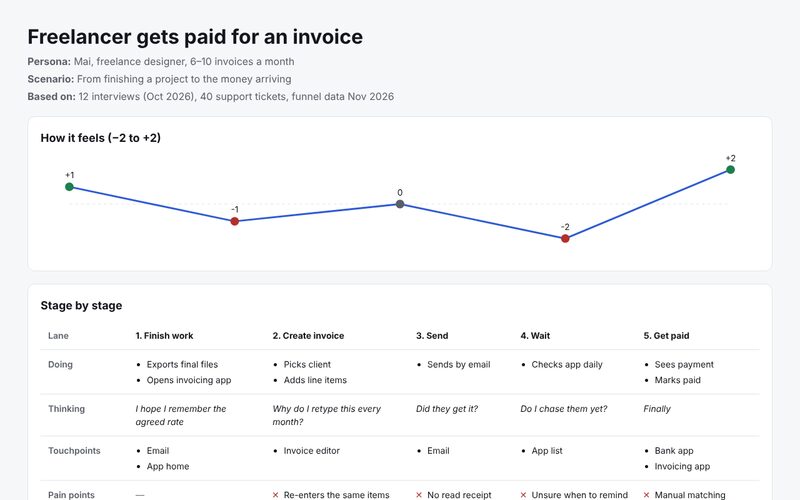 Freelancer gets paid for an invoice
Persona: Mai, freelance designer, 6–10 invoices a month
Scenario: From finishing a project to the money arriving
Based on: 12 interviews (Oct 2026), 40 support tickets, funnel data Nov 2026
How it feels (−2 to +2)
+1
-1
0
-2
+2
Stage by stage
Lane 1. Finish work 2. Create invoice 3. Send 4. Wait 5. Get paid
Doing • Exports final files • Picks client • Sends by email • Checks app daily • Sees payment
• Opens invoicing app • Adds line items • Marks paid
Thinking I hope I remember the Why do I retype this every Did they get it? Do I chase them yet? Finally
agreed rate month?
Touchpoints • Email • Invoice editor • Email • App list • Bank app
• App home • Invoicing app
Pain points — × Re-enters the same items × No read receipt × Unsure when to remind × Manual matching